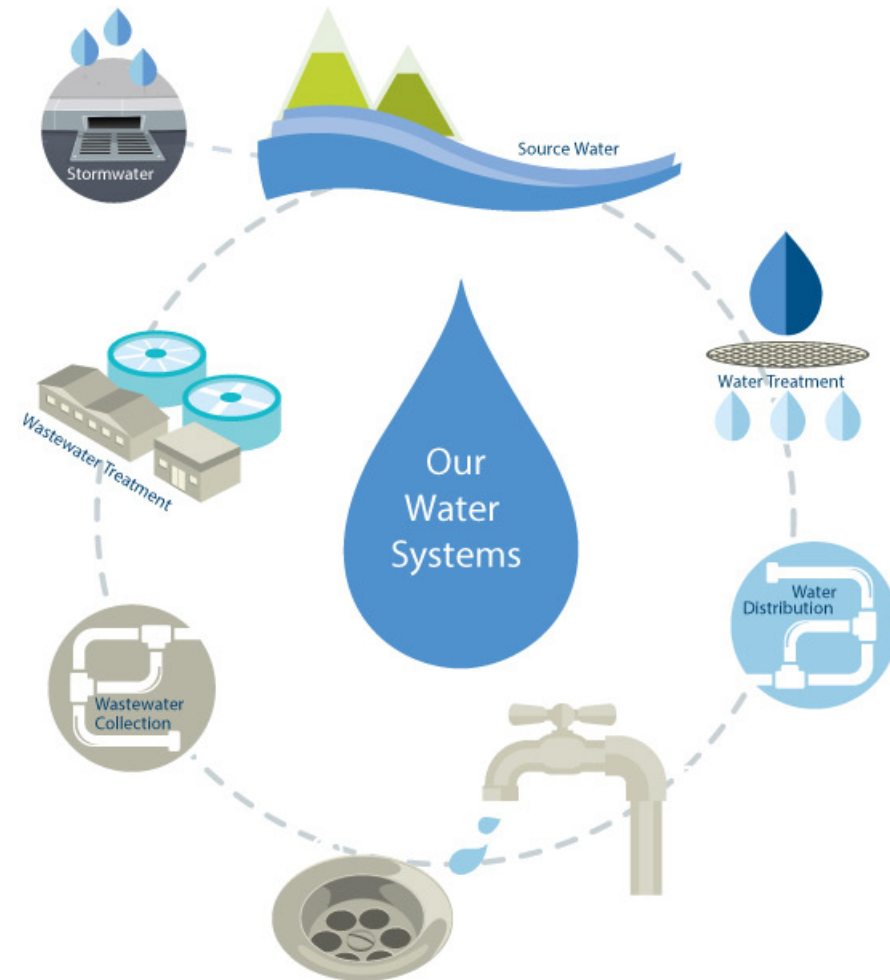 Stormwater
Source Water
Water Treatment
Wastewater Treatment
Our
Water
Systems
Water
Distribution
Wastewater
Collection